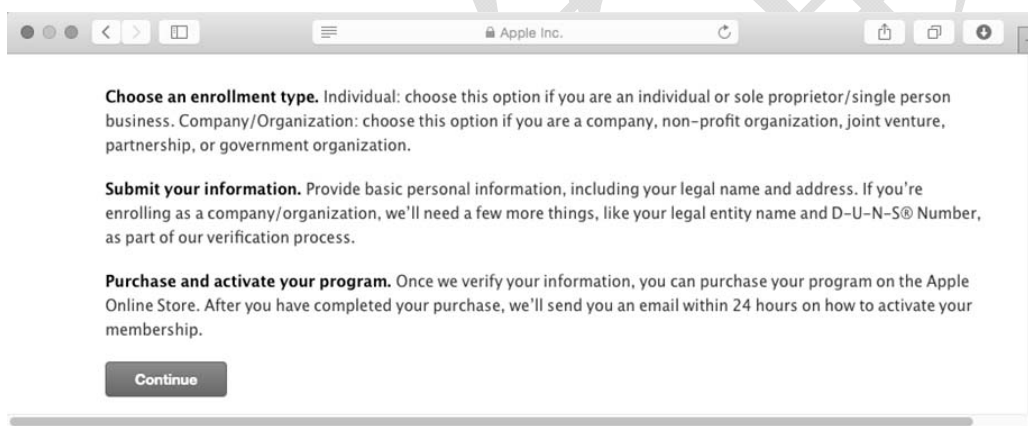 Apple Inc.
Choose an enrollment type. Individual: choose this option if you are an individual or sole proprietor/single person
business. Company/Organization: choose this option if you are a company, non-profit organization, joint venture,
partnership, or government organization.
Submit your information. Provide basic personal information, including your legal name and address. If you're
enrolling as a company/organization, we'll need a few more things, like your legal entity name and D-U-N-S® Number,
as part of our verification process.
Purchase and activate your program. Once we verify your information, you can purchase your program on the Apple
Online Store. After you have completed your purchase, we'll send you an email within 24 hours on how to activate your
membership.
Continue